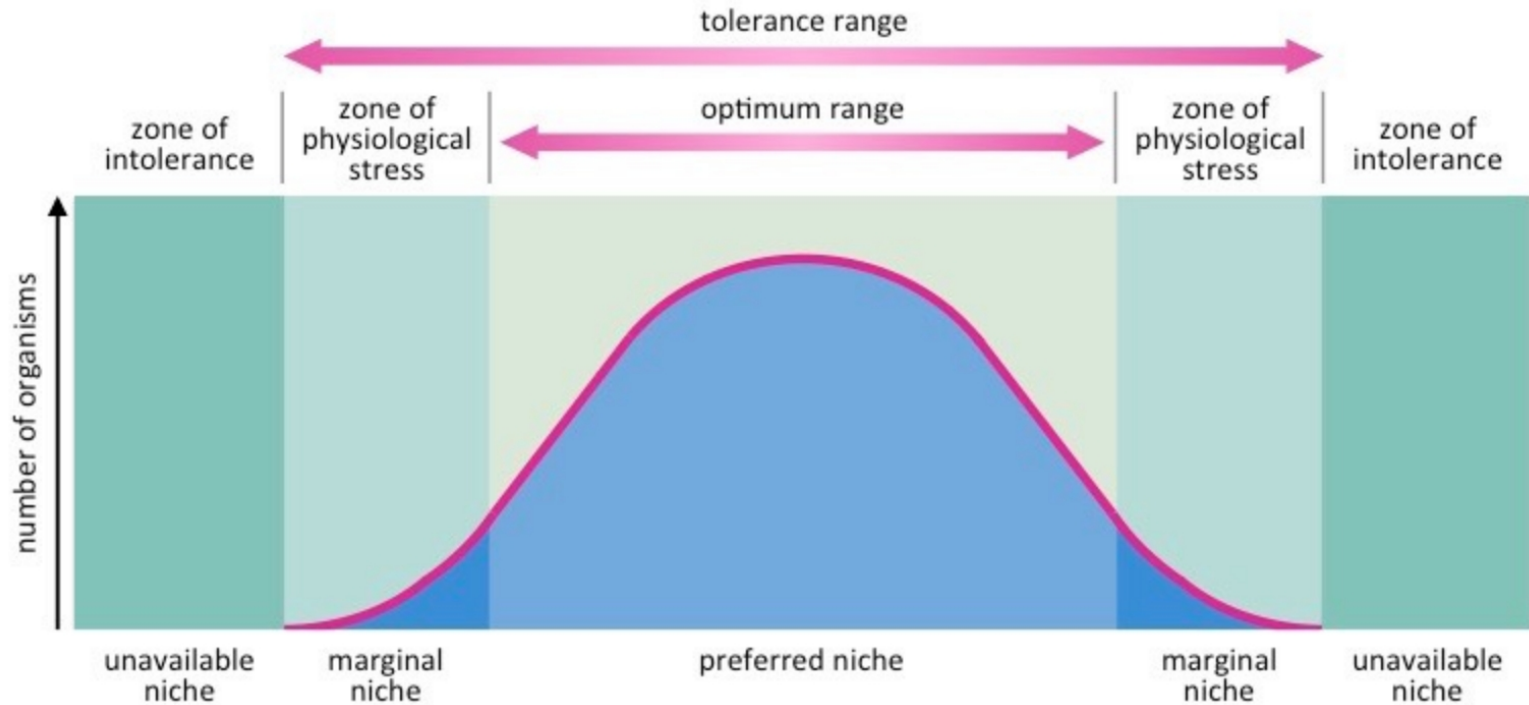 tolerance range
zone of
intolerance
zone of
physiological
stress
optimum range
zone of
physiological
stress
zone of
intolerance
number of organisms
unavailable
niche
marginal
niche
preferred niche
marginal
niche
unavailable
niche